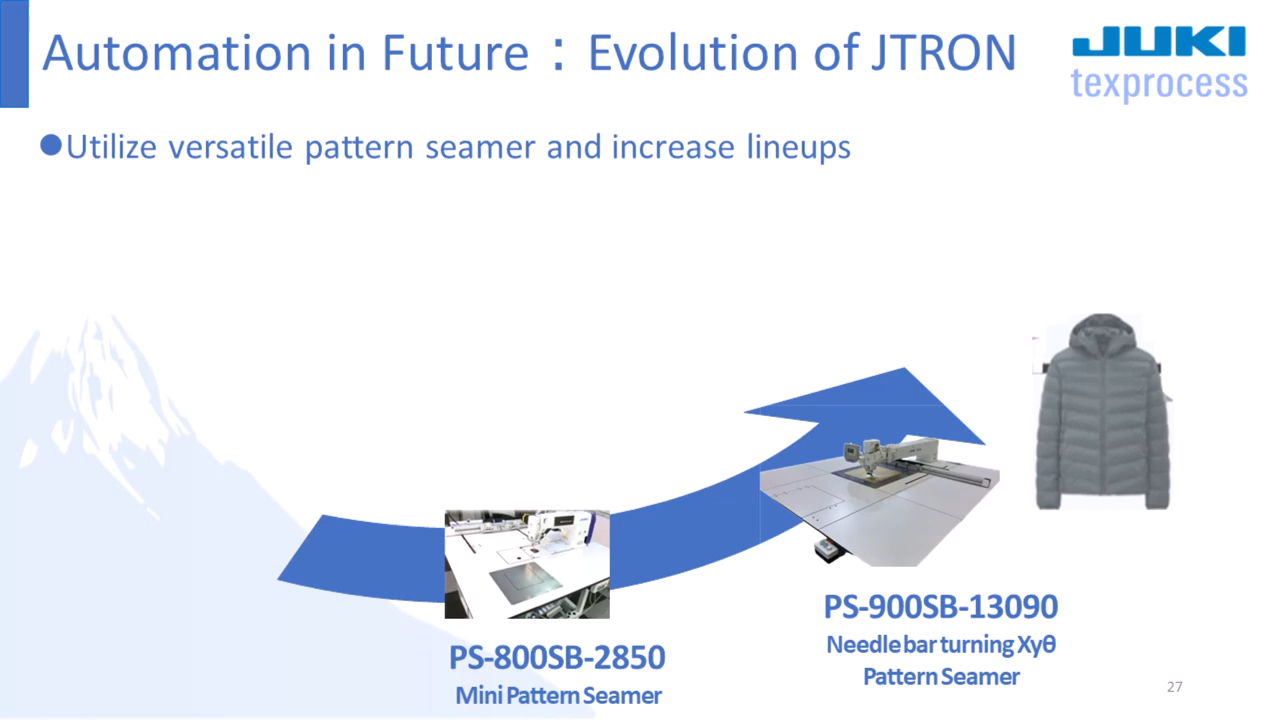 Automation in Future：Evolution of JTRON
JUKI
texprocess
●Utilize versatile pattern seamer and increase lineups
PS-900SB-13090
Needle bar turning Xyθ
Pattern Seamer
PS-800SB-2850
Mini Pattern Seamer
27